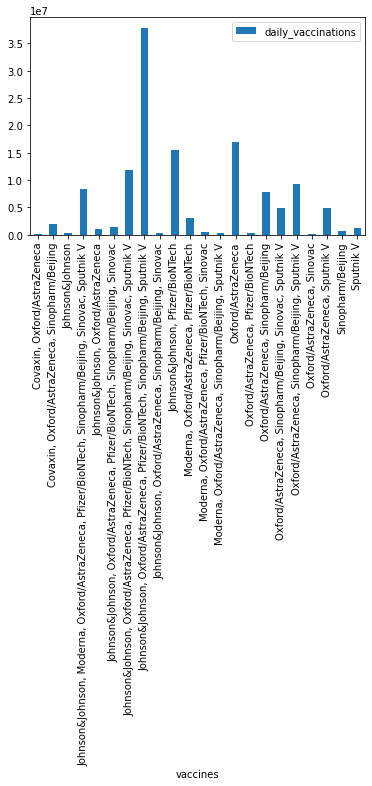 1e7
daily_vaccinations
3.5
3.0
2.5
2.0
1.5
1.0
0.5
0.0
Covaxin, Oxford/AstraZeneca
Covaxin, Oxford/AstraZeneca, Sinopharm/Beijing
Johnson&Johnson
Johnson&Johnson, Moderna, Oxford/AstraZeneca, Pfizer/BioNTech, Sinopharm/Beijing, Sinovac, Sputnik V
Johnson&Johnson, Oxford/AstraZeneca
Johnson&Johnson, Oxford/AstraZeneca, Pfizer/BioNTech, Sinopharm/Beijing, Sinovac
Johnson&Johnson, Oxford/AstraZeneca, Pfizer/BioNTech, Sinopharm/Beijing, Sinovac, Sputnik V
Johnson&Johnson, Oxford/AstraZeneca, Pfizer/BioNTech, Sinopharm/Beijing, Sputnik V
Johnson&Johnson, Oxford/AstraZeneca, Sinopharm/Beijing, Sinovac
Johnson&Johnson, Pfizer/BioNTech
Moderna, Oxford/AstraZeneca, Pfizer/BioNTech
Moderna, Oxford/AstraZeneca, Pfizer/BioNTech, Sinovac
Moderna, Oxford/AstraZeneca, Sinopharm/Beijing, Sputnik V
Oxford/AstraZeneca
Oxford/AstraZeneca, Pfizer/BioNTech
Oxford/AstraZeneca, Sinopharm/Beijing
Oxford/AstraZeneca, Sinopharm/Beijing, Sinovac, Sputnik V
Oxford/AstraZeneca, Sinopharm/Beijing, Sputnik V
Oxford/AstraZeneca, Sinovac
Oxford/AstraZeneca, Sputnik V
Sinopharm/Beijing
Sputnik V
vaccines